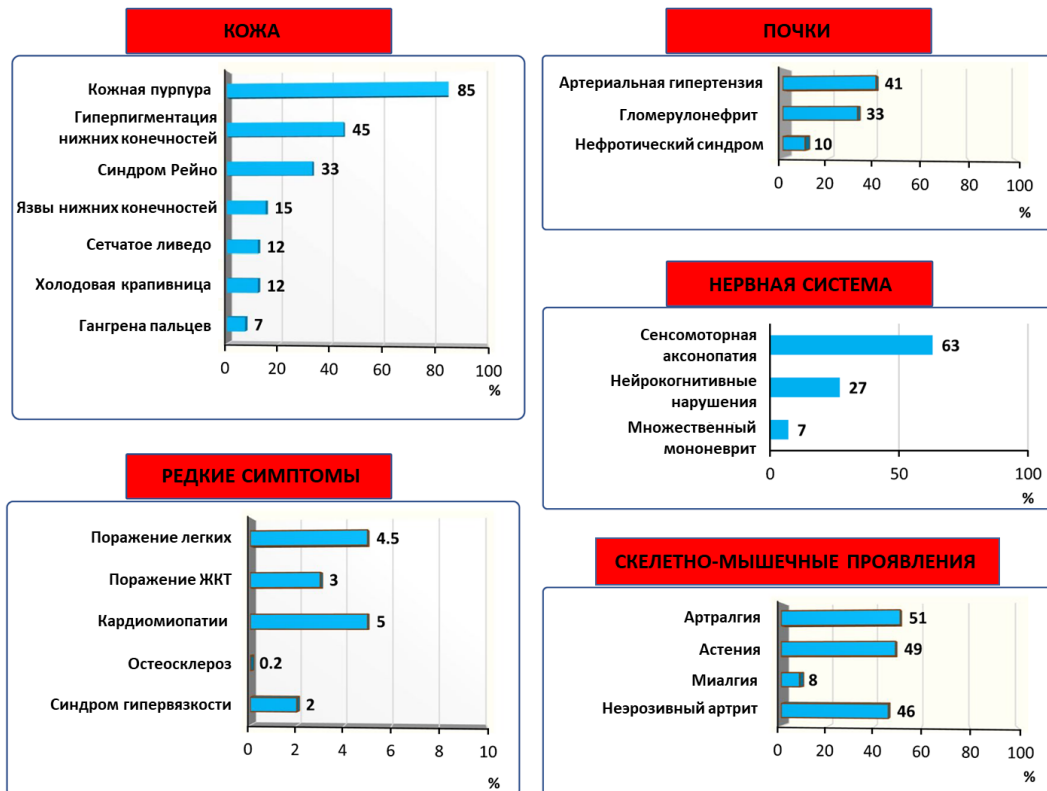 КОЖА
Кожная пурпура
85
Гиперпигментация
нижних конечностей
45
Синдром Рейно
33
Язвы нижних конечностей
15
Сетчатое ливедо
12
Холодовая крапивница
12
Гангрена пальцев
7
0 20 40 60 80 100
%
ПОЧКИ
Артериальная гипертензия
41
Гломерулонефрит
33
Нефротический синдром
10
0 20 40 60 80 100
%
НЕРВНАЯ СИСТЕМА
Сенсомоторная
аксонопатия
63
Нейрокогнитивные
нарушения
27
Множественный
мононеврит
7
0 50 100
%
РЕДКИЕ СИМПТОМЫ
Поражение легких
4.5
Поражение ЖКТ
3
Кардиомиопатии
5
Остеосклероз
0.2
Синдром гипервязкости
2
0 2 4 6 8 10
%
СКЕЛЕТНО-МЫШЕЧНЫЕ ПРОЯВЛЕНИЯ
Артралгия
51
Астения
49
Миалгия
8
Неэрозивный артрит
46
0 20 40 60 80 100
%